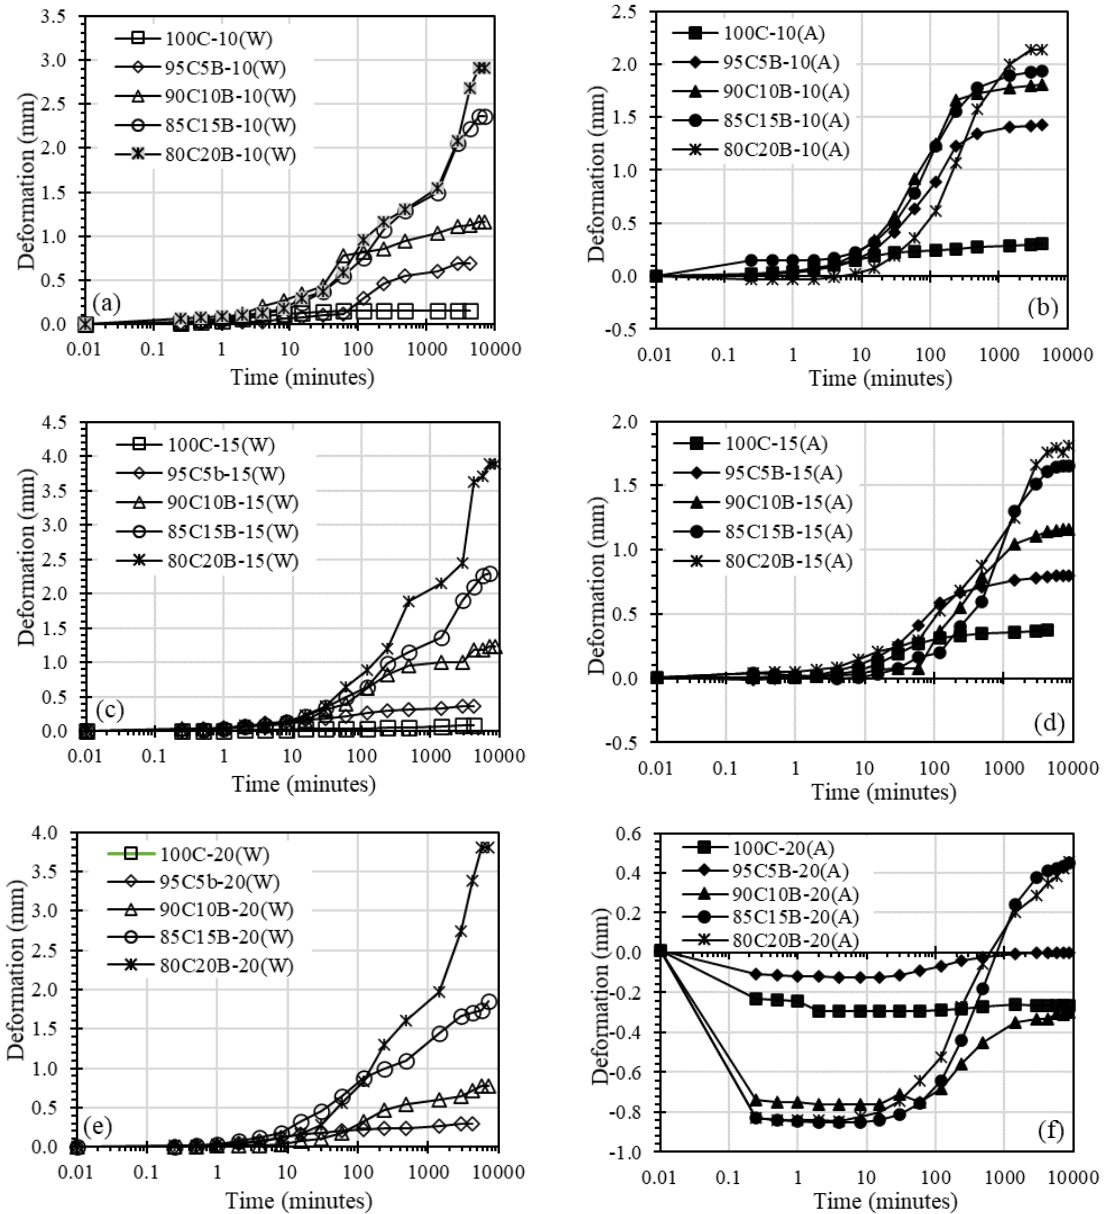 3.5
3.0
2.5
2.0
1.5
1.0
0.5
0.0
Deformation (mm)
100C-10(W)
95C5B-10(W)
90C10B-10(W)
85C15B-10(W)
80C20B-10(W)
(a)
0.01 0.1 1 10 100 1000 10000
Time (minutes)
2.5
2.0
1.5
1.0
0.5
0.0
-0.5
Deformation (mm)
100C-10(A)
95C5B-10(A)
90C10B-10(A)
85C15B-10(A)
80C20B-10(A)
(b)
0.01 0.1 1 10 100 1000 10000
Time (minutes)
4.5
4.0
3.5
3.0
2.5
2.0
1.5
1.0
0.5
0.0
Deformation (mm)
100C-15(W)
95C5b-15(W)
90C10B-15(W)
85C15B-15(W)
80C20B-15(W)
(c)
0.01 0.1 1 10 100 1000 10000
Time (minutes)
2.0
1.5
1.0
0.5
0.0
-0.5
Deformation (mm)
100C-15(A)
95C5B-15(A)
90C10B-15(A)
85C15B-15(A)
80C20B-15(A)
(d)
0.01 0.1 1 10 100 1000 10000
Time (minutes)
4.0
3.5
3.0
2.5
2.0
1.5
1.0
0.5
0.0
Deformation (mm)
100C-20(W)
95C5b-20(W)
90C10B-20(W)
85C15B-20(W)
80C20B-20(W)
(e)
0.01 0.1 1 10 100 1000 10000
Time (minutes)
0.6
0.4
0.2
0.0
-0.2
-0.4
-0.6
-0.8
-1.0
Deformation (mm)
100C-20(A)
95C5B-20(A)
90C10B-20(A)
85C15B-20(A)
80C20B-20(A)
(f)
0.01 0.1 1 10 100 1000 10000
Time (minutes)